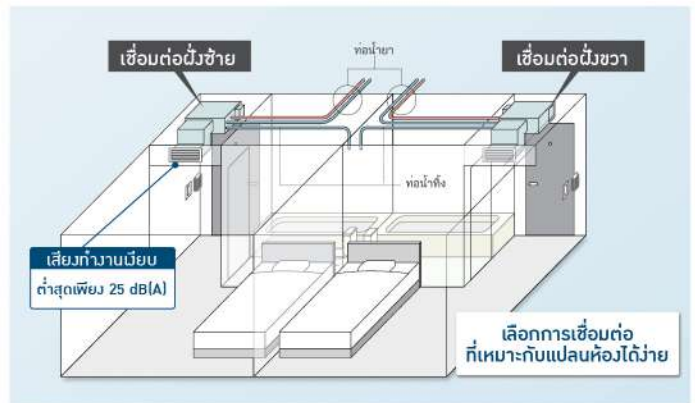 ท่อน้ำยา
เชื่อมต่อฝั่งซ้าย
เชื่อมต่อฝั่งขวา
ท่อน้ำทิ้ง
เสียงทำงานเงียบ
ต่ำสุดเพียง 25 dB(A)
เลือกการเชื่อมต่อ
ที่เหมาะกับแปลนห้องได้ง่าย